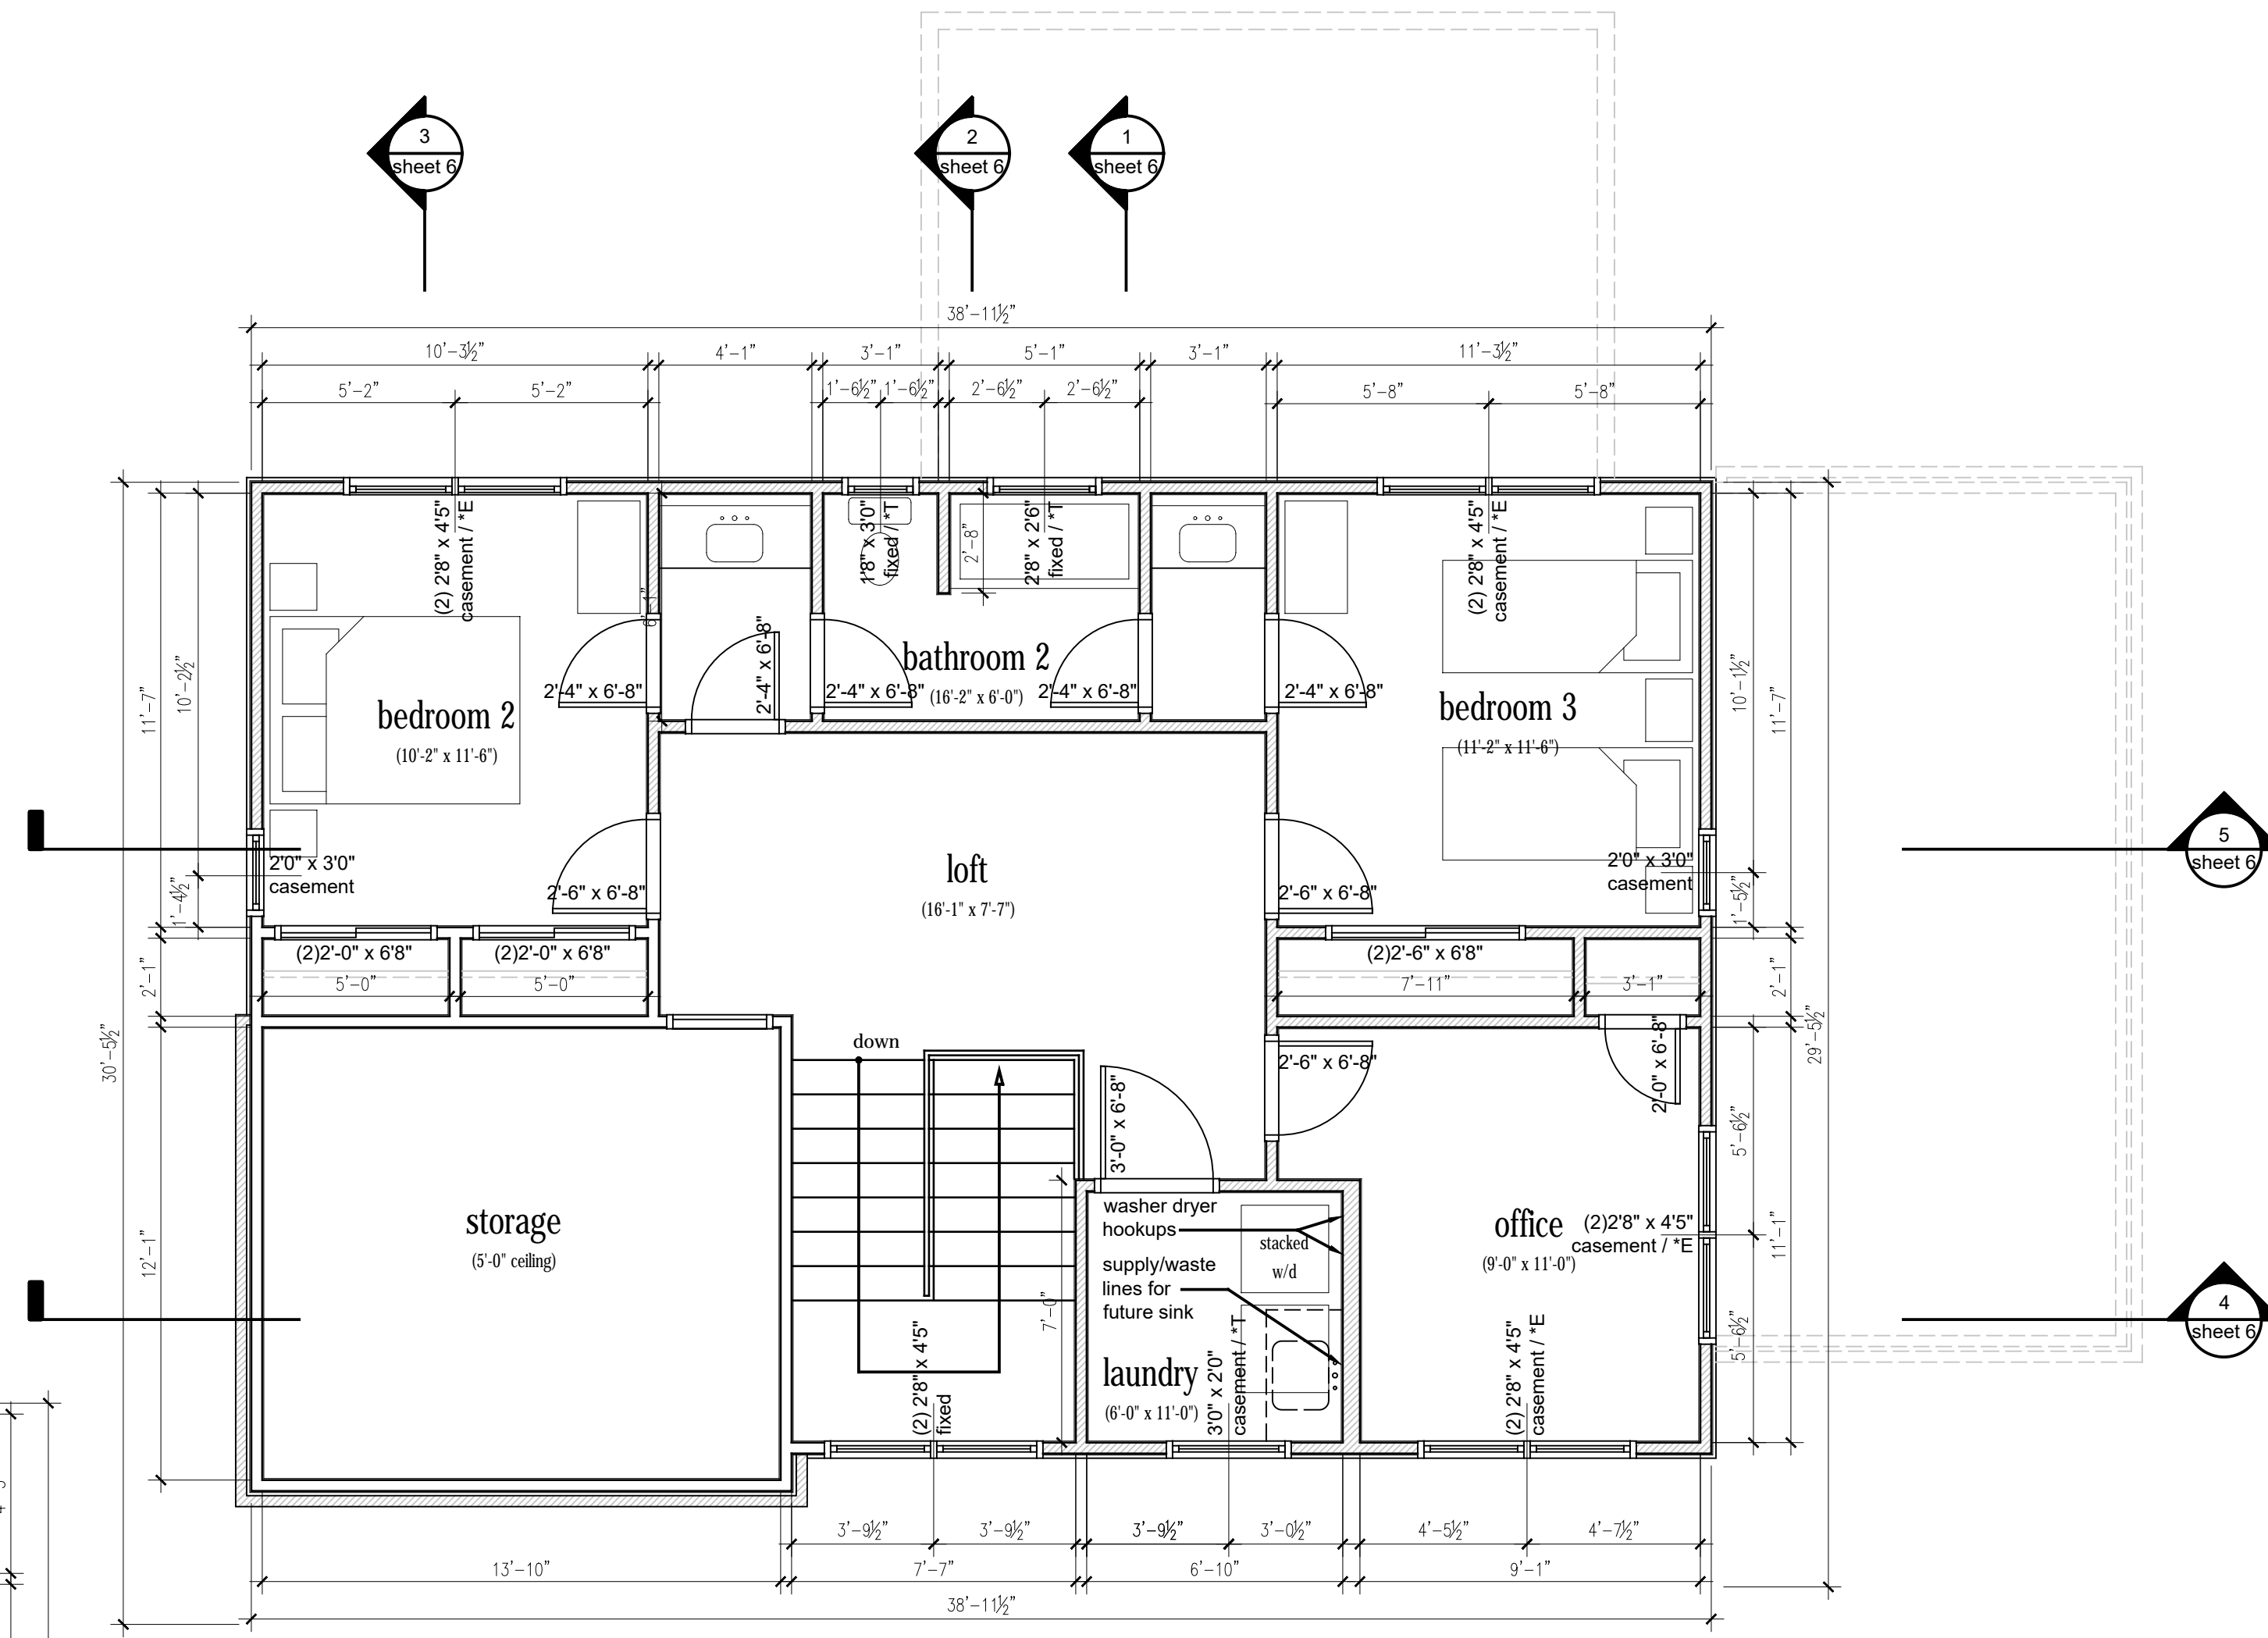 3
sheet 6
2
sheet 6
1
sheet 6
38'-11½"
10'-3½"
4'-1"
3'-1"
5'-1"
3'-1"
11'-3½"
5'-2"
5'-2"
1'-6½"
1'-6½"
2'-6½"
2'-6½"
5'-8"
5'-8"
(2) 2'8" x 4'5"
casement / *E
1'8" x 3'0"
fixed / *T
2'-8"
2'8" x 2'6"
fixed / *T
(2) 2'8" x 4'5"
casement / *E
6'-1"
2'-4" x 6'-8"
2'-4" x 6'-8"
2'-4" x 6'-8"
bathroom 2
(16'-2" x 6'-0")
2'-4" x 6'-8"
2'-4" x 6'-8"
bedroom 2
(10'-2" x 11'-6")
bedroom 3
(11'-2" x 11'-6")
11'-7"
10'-2½"
10'-1½"
11'-7"
5
sheet 6
2'0" x 3'0"
casement
2'-6" x 6'-8"
loft
(16'-1" x 7'-7")
2'-6" x 6'-8"
2'0" x 3'0"
casement
1'-4½"
1'-5½"
(2)2'-0" x 6'8"
(2)2'-0" x 6'8"
(2)2'-6" x 6'8"
5'-0"
5'-0"
7'-11"
3'-1"
2'-1"
2'-1"
30'-5½"
29'-5½"
down
2'-6" x 6'-8"
2'-0" x 6'-8"
3'-0" x 6'-8"
5'-6½"
12'-1"
storage
(5'-0" ceiling)
washer dryer
hookups
stacked
w/d
supply/waste
lines for
future sink
office
(9'-0" x 11'-0")
(2)2'8" x 4'5"
casement / *E
11'-1"
4
sheet 6
7'-0"
5'-6½"
(2) 2'8" x 4'5"
fixed
laundry
(6'-0" x 11'-0")
3'0" x 2'0"
casement / *T
(2) 2'8" x 4'5"
casement / *E
3'-9½"
3'-9½"
3'-9½"
3'-0½"
4'-5½"
4'-7½"
13'-10"
7'-7"
6'-10"
9'-1"
38'-11½"